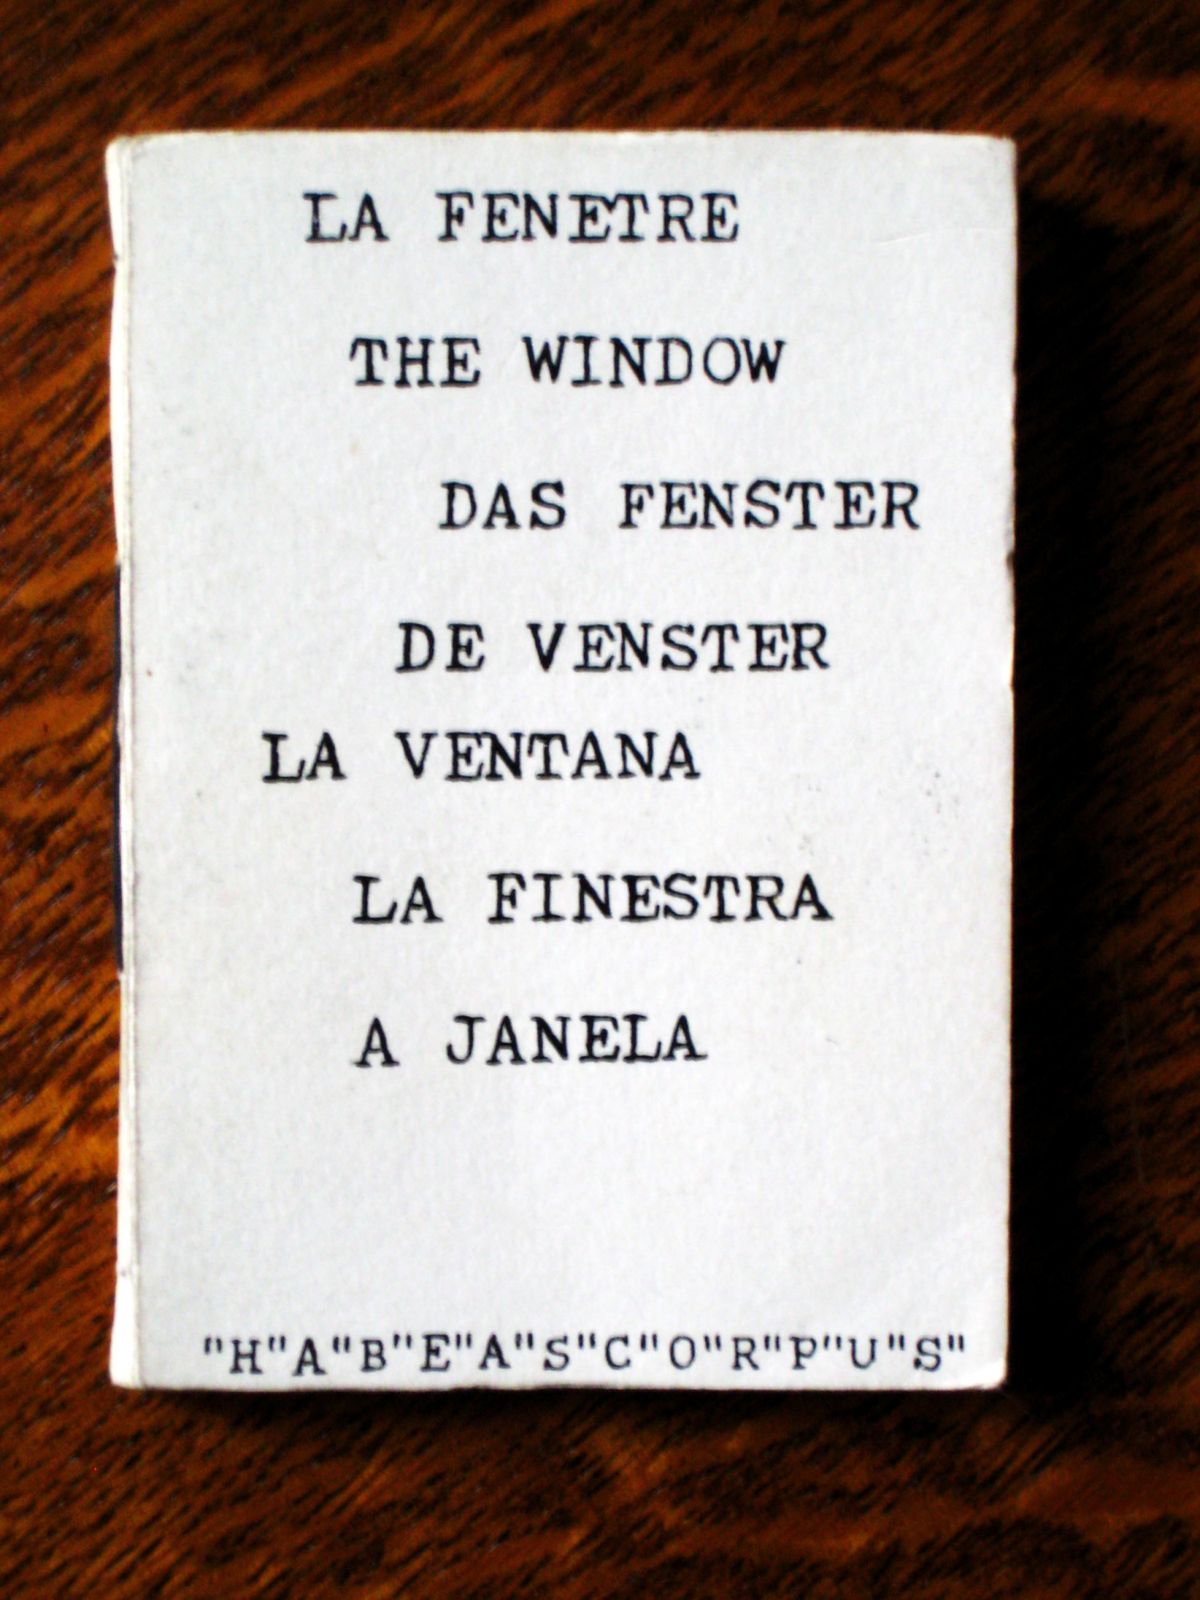 LA FENETRE
THE WINDOW
DAS FENSTER
DE VENSTER
LA VENTANA
LA FINESTRA
A JANELA
"H"A"B"E"A"S"C"O"R"P"U"S"